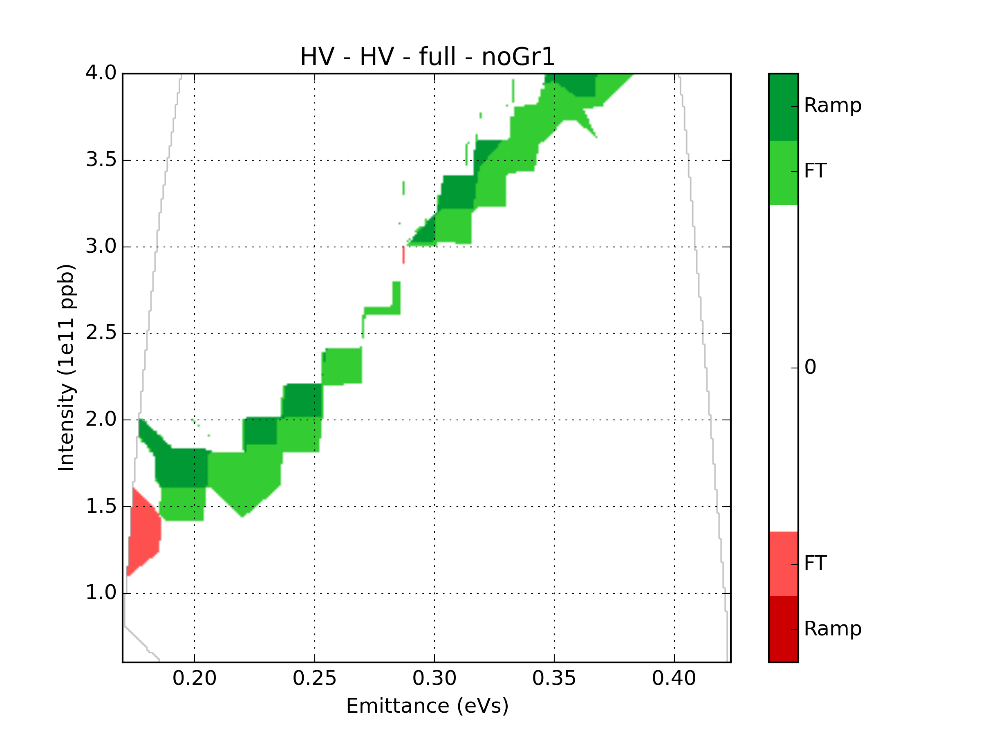 HV - HV - full - noGr1
4.0
3.5
3.0
2.5
2.0
1.5
1.0
Intensity (1e11 ppb)
0.20 0.25 0.30 0.35 0.40
Emittance (eVs)
Ramp
FT
0
FT
Ramp